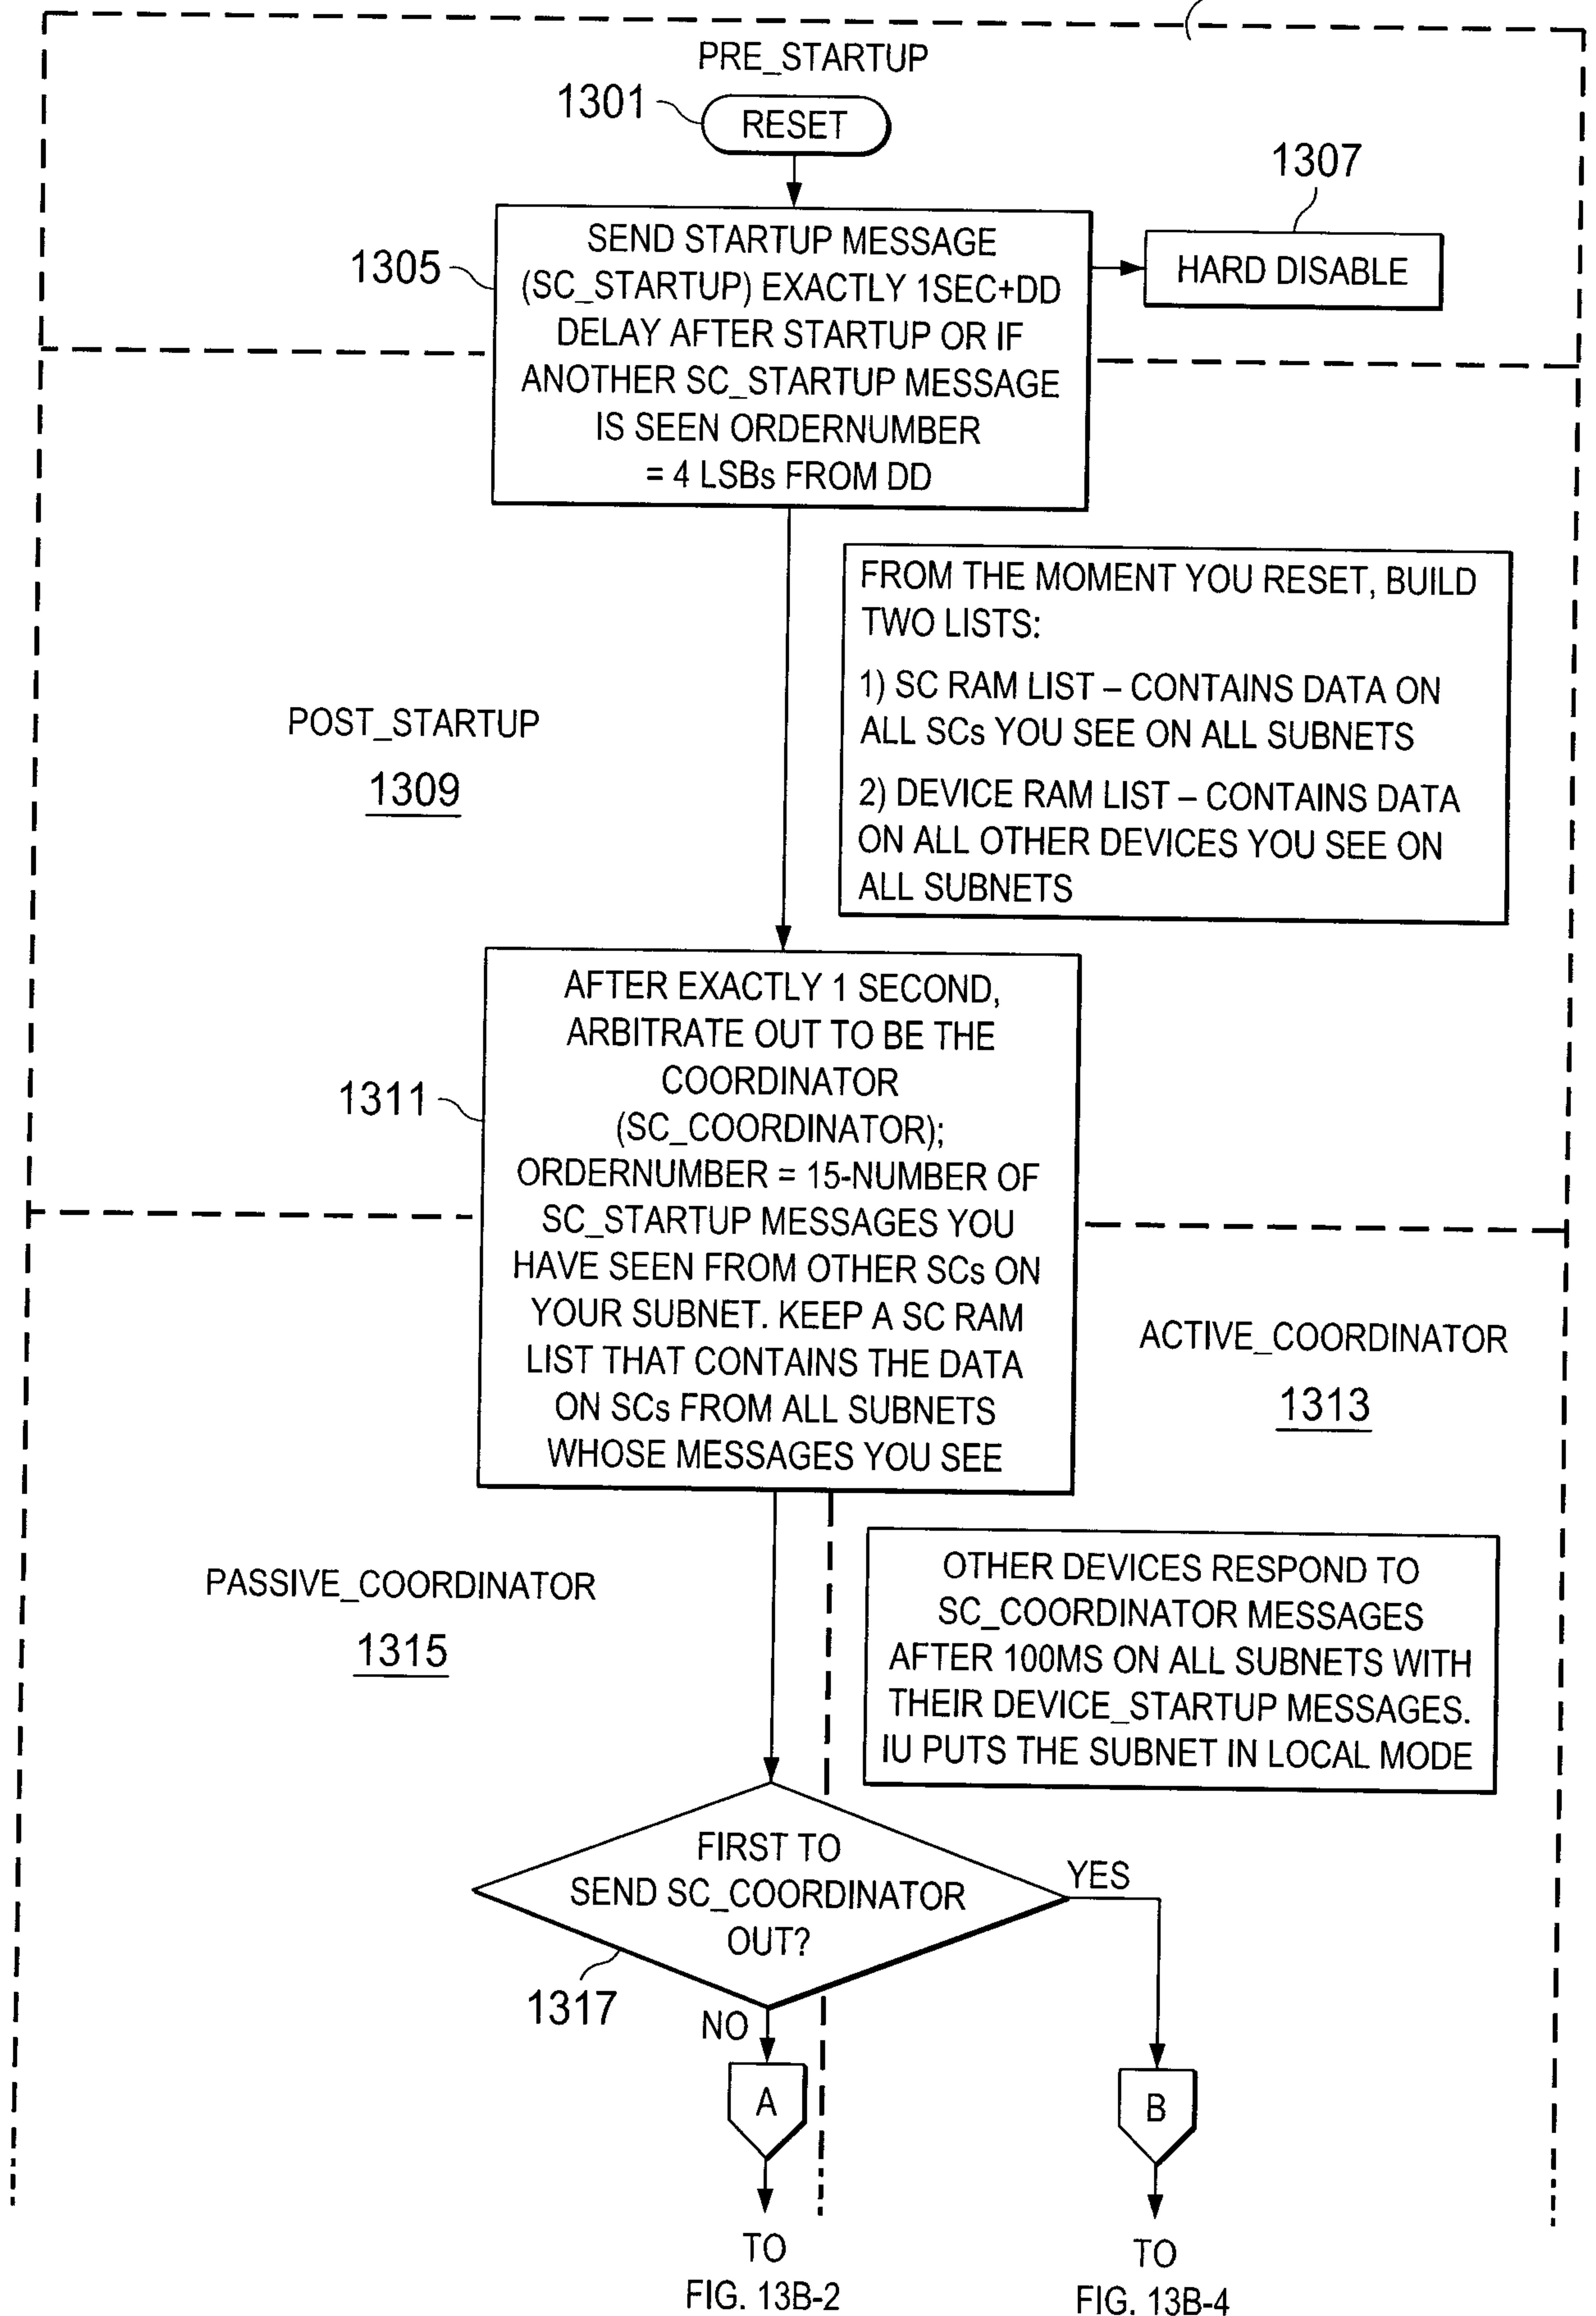 PRE_STARTUP
1301
RESET
1307
HARD DISABLE
1305
SEND STARTUP MESSAGE
(SC_STARTUP) EXACTLY 1SEC+DD
DELAY AFTER STARTUP OR IF
ANOTHER SC_STARTUP MESSAGE
IS SEEN ORDERNUMBER
= 4 LSBs FROM DD
FROM THE MOMENT YOU RESET, BUILD
TWO LISTS:
1) SC RAM LIST – CONTAINS DATA ON
ALL SCs YOU SEE ON ALL SUBNETS
2) DEVICE RAM LIST – CONTAINS DATA
ON ALL OTHER DEVICES YOU SEE ON
ALL SUBNETS
POST_STARTUP
1309
1311
AFTER EXACTLY 1 SECOND,
ARBITRATE OUT TO BE THE
COORDINATOR
(SC_COORDINATOR);
ORDERNUMBER = 15-NUMBER OF
SC_STARTUP MESSAGES YOU
HAVE SEEN FROM OTHER SCs ON
YOUR SUBNET. KEEP A SC RAM
LIST THAT CONTAINS THE DATA
ON SCs FROM ALL SUBNETS
WHOSE MESSAGES YOU SEE
ACTIVE_COORDINATOR
1313
PASSIVE_COORDINATOR
1315
OTHER DEVICES RESPOND TO
SC_COORDINATOR MESSAGES
AFTER 100MS ON ALL SUBNETS WITH
THEIR DEVICE_STARTUP MESSAGES.
IU PUTS THE SUBNET IN LOCAL MODE
FIRST TO
SEND SC_COORDINATOR
OUT?
YES
1317
NO
A
B
TO
FIG. 13B-2
TO
FIG. 13B-4